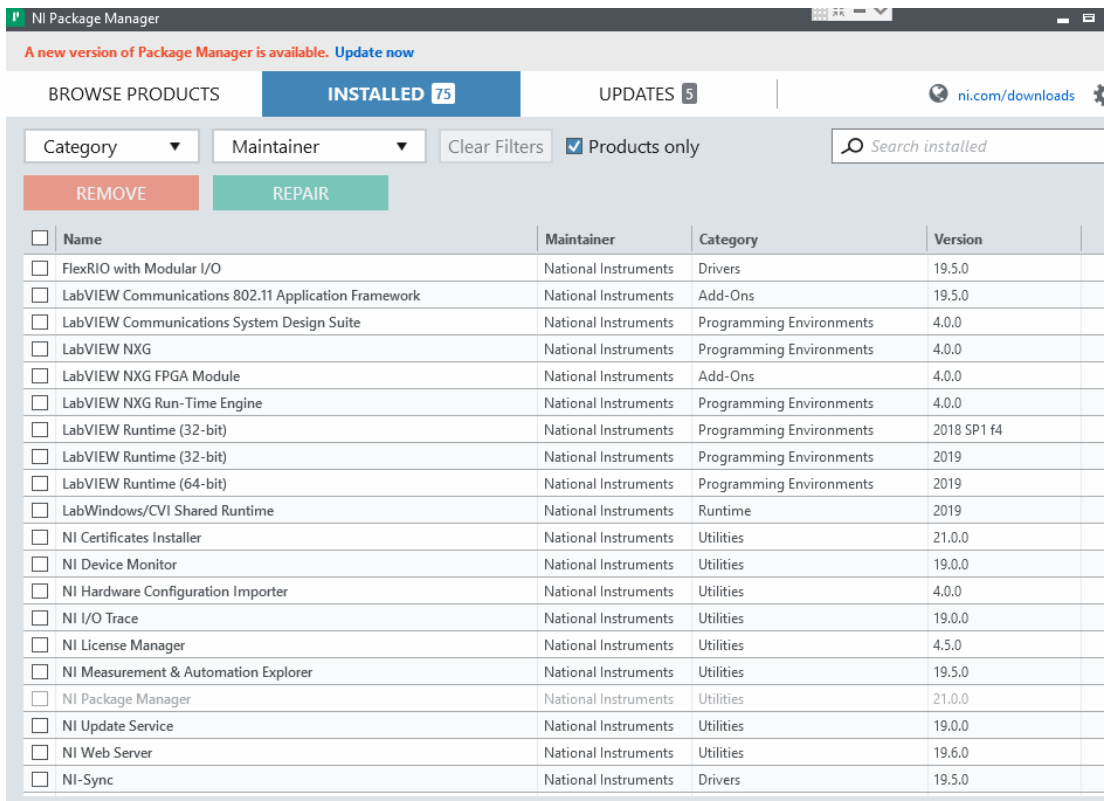 NI Package Manager
A new version of Package Manager is available. Update now
BROWSE PRODUCTS INSTALLED 75 UPDATES 5 ni.com/downloads
Category Maintainer Clear Filters Products only Search installed
REMOVE REPAIR
Name Maintainer Category Version
FlexRIO with Modular I/O National Instruments Drivers 19.5.0
LabVIEW Communications 802.11 Application Framework National Instruments Add-Ons 19.5.0
LabVIEW Communications System Design Suite National Instruments Programming Environments 4.0.0
LabVIEW NXG National Instruments Programming Environments 4.0.0
LabVIEW NXG FPGA Module National Instruments Add-Ons 4.0.0
LabVIEW NXG Run-Time Engine National Instruments Programming Environments 4.0.0
LabVIEW Runtime (32-bit) National Instruments Programming Environments 2018 SP1 f4
LabVIEW Runtime (32-bit) National Instruments Programming Environments 2019
LabVIEW Runtime (64-bit) National Instruments Programming Environments 2019
LabWindows/CVI Shared Runtime National Instruments Runtime 2019
NI Certificates Installer National Instruments Utilities 21.0.0
NI Device Monitor National Instruments Utilities 19.0.0
NI Hardware Configuration Importer National Instruments Utilities 4.0.0
NI I/O Trace National Instruments Utilities 19.0.0
NI License Manager National Instruments Utilities 4.5.0
NI Measurement & Automation Explorer National Instruments Utilities 19.5.0
NI Package Manager National Instruments Utilities 21.0.0
NI Update Service National Instruments Utilities 19.0.0
NI Web Server National Instruments Utilities 19.6.0
NI-Sync National Instruments Drivers 19.5.0